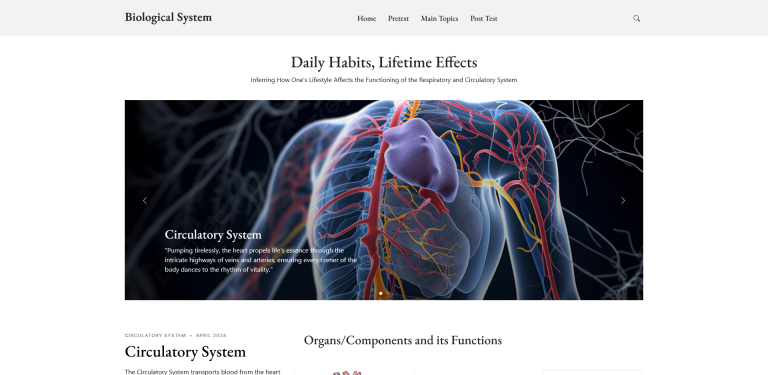 Biological System
Home Pretest Main Topics Post Test
Daily Habits, Lifetime Effects
Inferring How One's Lifestyle Affects the Functioning of the Respiratory and Circulatory System
Circulatory System
"Pumping tirelessly, the heart propels life's essence through the
intricate highways of veins and arteries, ensuring every corner of the
body dances to the rhythm of vitality."
CIRCULATORY SYSTEM • APRIL 2024
Circulatory System
The Circulatory System transports blood from the heart
Organs/Components and its Functions